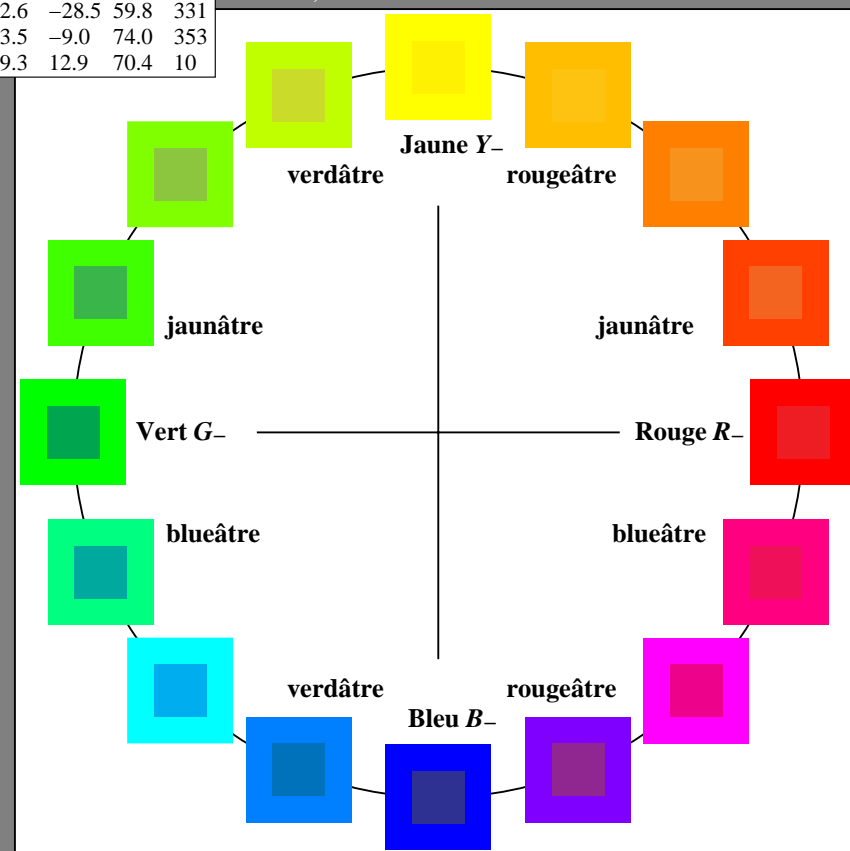 2.6 −28.5 59.8 331
3.5 −9.0 74.0 353
9.3 12.9 70.4 10
Jaune Y−
verdâtre rougeâtre
jaunâtre jaunâtre
Vert G− Rouge R−
blueâtre blueâtre
verdâtre rougeâtre
Bleu B−